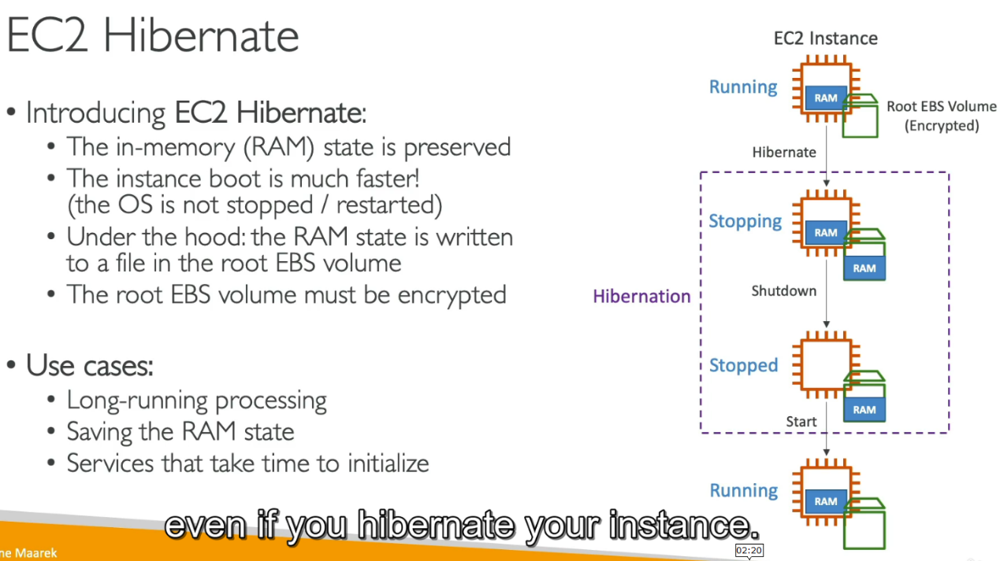 EC2 Hibernate
• Introducing EC2 Hibernate:
• The in-memory (RAM) state is preserved
• The instance boot is much faster!
(the OS is not stopped / restarted)
• Under the hood: the RAM state is written
to a file in the root EBS volume
• The root EBS volume must be encrypted
• Use cases:
• Long-running processing
• Saving the RAM state
• Services that take time to initialize
EC2 Instance
Running
RAM
Root EBS Volume
(Encrypted)
Hibernate
Stopping
RAM
RAM
Hibernation
Shutdown
Stopped
RAM
Start
Running
RAM
even if you hibernate your instance.
02:20
Maarek